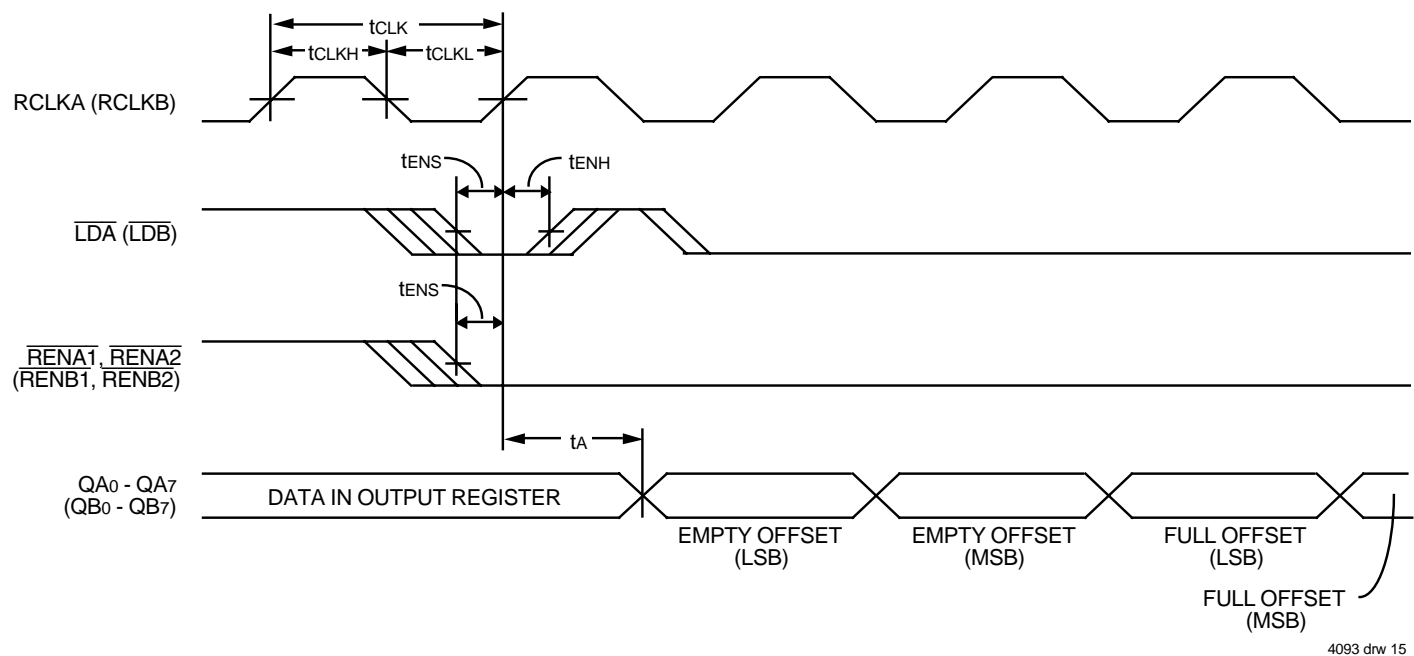 tCLK
tCLKH
tCLKL
RCLKA (RCLKB)
tENS
tENH
LDA (LDB)
tENS
RENA1, RENA2
(RENB1, RENB2)
tA
QA0 - QA7
(QB0 - QB7)
DATA IN OUTPUT REGISTER
EMPTY OFFSET
(LSB)
EMPTY OFFSET
(MSB)
FULL OFFSET
(LSB)
FULL OFFSET
(MSB)
4093 drw 15